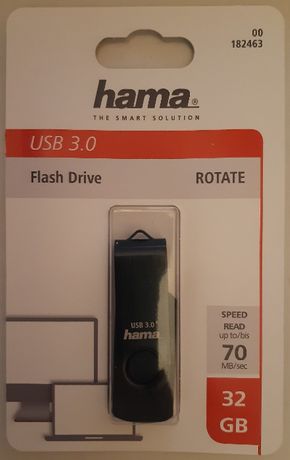 00
182463
hama®
THE SMART SOLUTION
USB 3.0
Flash Drive
ROTATE
USB 3.0
hama
SPEED
READ
up to/bis
70
MB/sec
32
GB